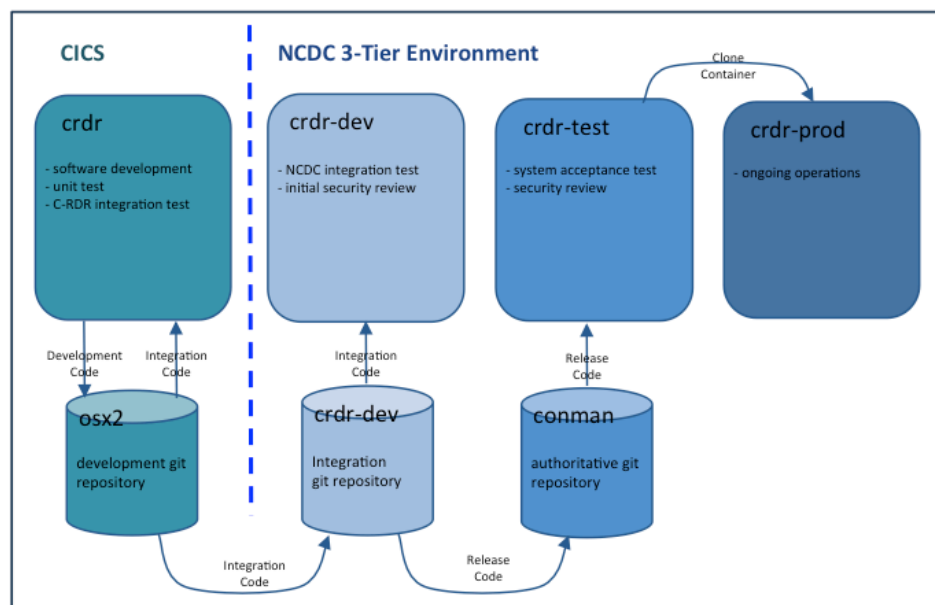 CICS
NCDC 3-Tier Environment
Clone
Container
crdr
- software development
- unit test
- C-RDR integration test
crdr-dev
- NCDC integration test
- initial security review
crdr-test
- system acceptance test
- security review
crdr-prod
- ongoing operations
Development
Code
Integration
Code
Integration
Code
Release
Code
osx2
development git
repository
crdr-dev
Integration
git repository
conman
authoritative git
repository
Integration
Code
Release
Code